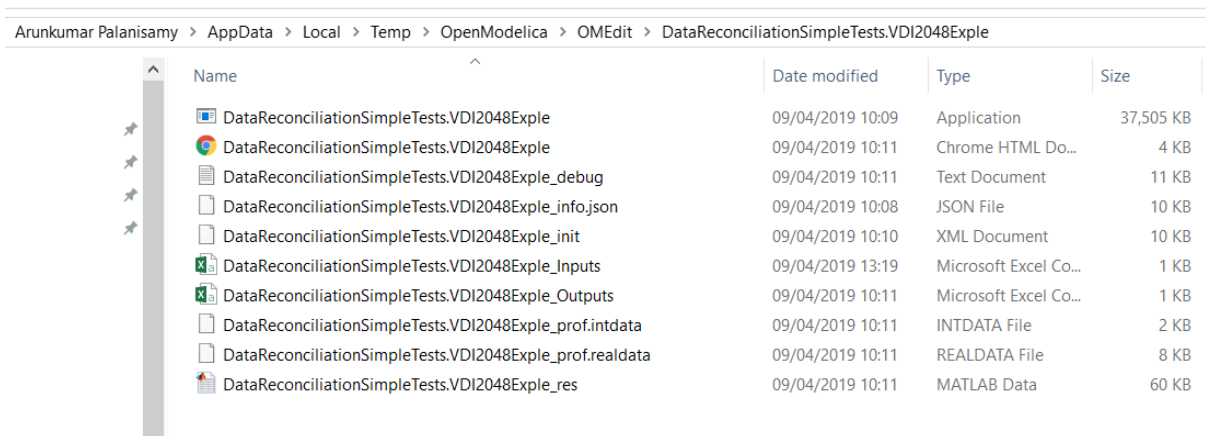 Arunkumar Palanisamy > AppData > Local > Temp > OpenModelica > OMEdit > DataReconciliationSimpleTests.VDI2048Exple
Name Date modified Type Size
DataReconciliationSimpleTests.VDI2048Exple 09/04/2019 10:09 Application 37,505 KB
DataReconciliationSimpleTests.VDI2048Exple 09/04/2019 10:11 Chrome HTML Do... 4 KB
DataReconciliationSimpleTests.VDI2048Exple_debug 09/04/2019 10:11 Text Document 11 KB
DataReconciliationSimpleTests.VDI2048Exple_info.json 09/04/2019 10:08 JSON File 10 KB
DataReconciliationSimpleTests.VDI2048Exple_init 09/04/2019 10:10 XML Document 10 KB
DataReconciliationSimpleTests.VDI2048Exple_Inputs 09/04/2019 13:19 Microsoft Excel Co... 1 KB
DataReconciliationSimpleTests.VDI2048Exple_Outputs 09/04/2019 10:11 Microsoft Excel Co... 1 KB
DataReconciliationSimpleTests.VDI2048Exple_prof.intdata 09/04/2019 10:11 INTDATA File 2 KB
DataReconciliationSimpleTests.VDI2048Exple_prof.realdata 09/04/2019 10:11 REALDATA File 8 KB
DataReconciliationSimpleTests.VDI2048Exple_res 09/04/2019 10:11 MATLAB Data 60 KB